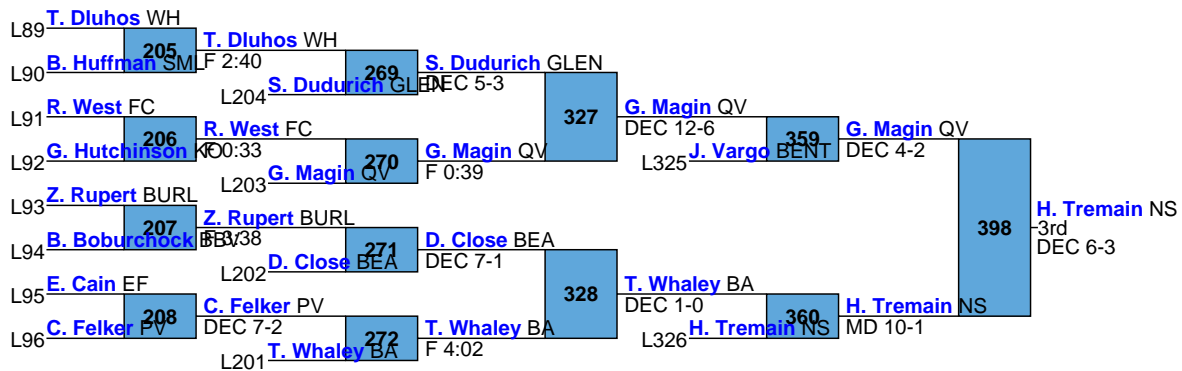 L89 T. Dluhos WH
205
L90 B. Huffman SML
T. Dluhos WH
F 2:40
269
L204 S. Dudurich GLEN
S. Dudurich GLEN
DEC 5-3
L91 R. West FC
206
L92 G. Hutchinson KO
R. West FC
F 0:33
270
L203 G. Magin QV
G. Magin QV
F 0:39
327
G. Magin QV
DEC 12-6
359
L325 J. Vargo BENT
G. Magin QV
DEC 4-2
L93 Z. Rupert BURL
207
L94 B. Boburchock BBV
Z. Rupert BURL
F 3:38
271
L202 D. Close BEA
D. Close BEA
DEC 7-1
L95 E. Cain EF
208
L96 C. Felker PV
C. Felker PV
DEC 7-2
272
L201 T. Whaley BA
T. Whaley BA
F 4:02
328
T. Whaley BA
DEC 1-0
360
L326 H. Tremain NS
H. Tremain NS
MD 10-1
398
H. Tremain NS
3rd
DEC 6-3